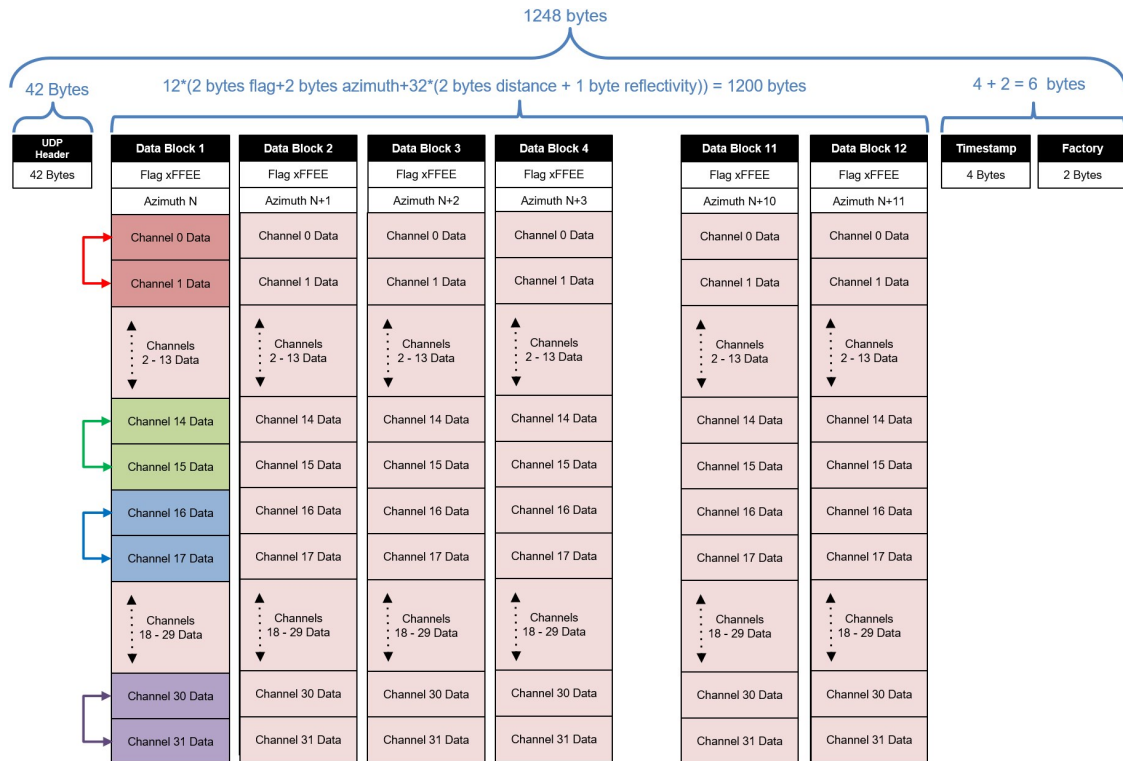 1248 bytes
42 Bytes
12*(2 bytes flag+2 bytes azimuth+32*(2 bytes distance + 1 byte reflectivity)) = 1200 bytes
4 + 2 = 6 bytes
UDP
Header
42 Bytes
Data Block 1
Flag xFFEE
Azimuth N
Channel 0 Data
Channel 1 Data
Channels
2 - 13 Data
Channel 14 Data
Channel 15 Data
Channel 16 Data
Channel 17 Data
Channels
18 - 29 Data
Channel 30 Data
Channel 31 Data
Data Block 2
Flag xFFEE
Azimuth N+1
Channel 0 Data
Channel 1 Data
Channels
2 - 13 Data
Channel 14 Data
Channel 15 Data
Channel 16 Data
Channel 17 Data
Channels
18 - 29 Data
Channel 30 Data
Channel 31 Data
Data Block 3
Flag xFFEE
Azimuth N+2
Channel 0 Data
Channel 1 Data
Channels
2 - 13 Data
Channel 14 Data
Channel 15 Data
Channel 16 Data
Channel 17 Data
Channels
18 - 29 Data
Channel 30 Data
Channel 31 Data
Data Block 4
Flag xFFEE
Azimuth N+3
Channel 0 Data
Channel 1 Data
Channels
2 - 13 Data
Channel 14 Data
Channel 15 Data
Channel 16 Data
Channel 17 Data
Channels
18 - 29 Data
Channel 30 Data
Channel 31 Data
Data Block 11
Flag xFFEE
Azimuth N+10
Channel 0 Data
Channel 1 Data
Channels
2 - 13 Data
Channel 14 Data
Channel 15 Data
Channel 16 Data
Channel 17 Data
Channels
18 - 29 Data
Channel 30 Data
Channel 31 Data
Data Block 12
Flag xFFEE
Azimuth N+11
Channel 0 Data
Channel 1 Data
Channels
2 - 13 Data
Channel 14 Data
Channel 15 Data
Channel 16 Data
Channel 17 Data
Channels
18 - 29 Data
Channel 30 Data
Channel 31 Data
Timestamp
4 Bytes
Factory
2 Bytes